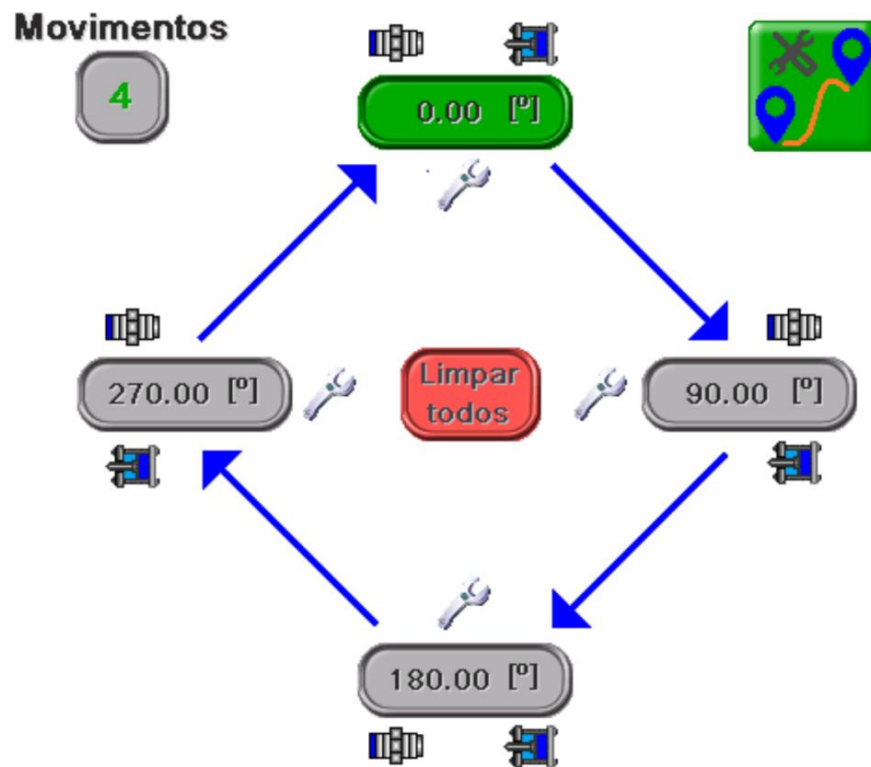 Movimentos
4
0.00 [º]
270.00 [º]
Limpar
todos
90.00 [º]
180.00 [º]